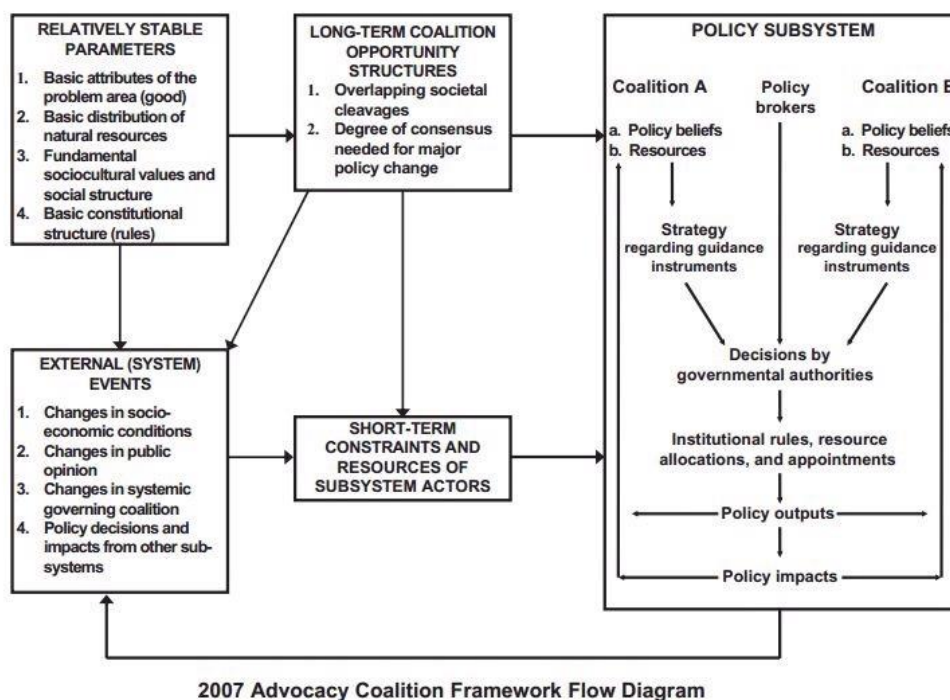 RELATIVELY STABLE
PARAMETERS
1. Basic attributes of the
problem area (good)
2. Basic distribution of
natural resources
3. Fundamental
sociocultural values and
social structure
4. Basic constitutional
structure (rules)
LONG-TERM COALITION
OPPORTUNITY
STRUCTURES
1. Overlapping societal
cleavages
2. Degree of consensus
needed for major
policy change
POLICY SUBSYSTEM
Coalition A
a. Policy beliefs
b. Resources
Strategy
regarding guidance
instruments
Policy
brokers
Coalition B
a. Policy beliefs
b. Resources
Strategy
regarding guidance
instruments
Decisions by
governmental authorities
Institutional rules, resource
allocations, and appointments
Policy outputs
Policy impacts
EXTERNAL (SYSTEM)
EVENTS
1. Changes in socio-
economic conditions
2. Changes in public
opinion
3. Changes in systemic
governing coalition
4. Policy decisions and
impacts from other sub-
systems
SHORT-TERM
CONSTRAINTS AND
RESOURCES OF
SUBSYSTEM ACTORS
2007 Advocacy Coalition Framework Flow Diagram